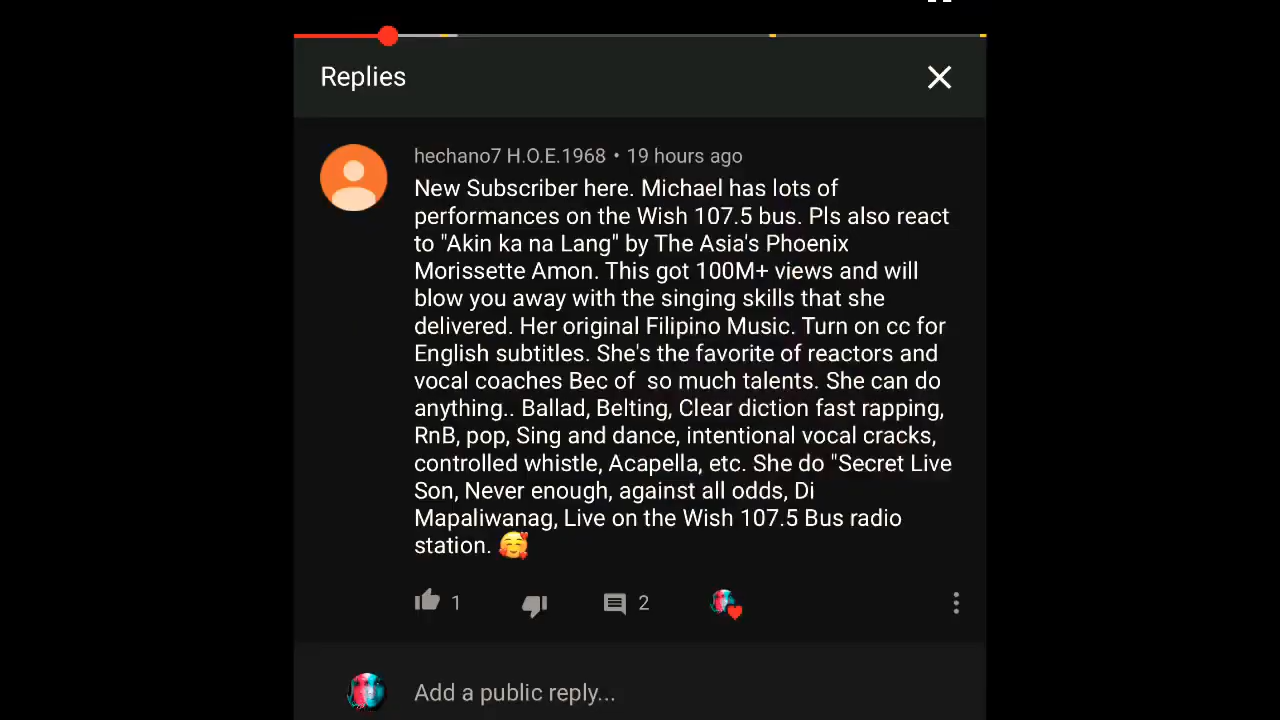 Replies
hechano7 H.O.E.1968 • 19 hours ago
New Subscriber here. Michael has lots of
performances on the Wish 107.5 bus. Pls also react
to "Akin ka na Lang" by The Asia's Phoenix
Morissette Amon. This got 100M+ views and will
blow you away with the singing skills that she
delivered. Her original Filipino Music. Turn on cc for
English subtitles. She's the favorite of reactors and
vocal coaches Bec of  so much talents. She can do
anything.. Ballad, Belting, Clear diction fast rapping,
RnB, pop, Sing and dance, intentional vocal cracks,
controlled whistle, Acapella, etc. She do "Secret Live
Son, Never enough, against all odds, Di
Mapaliwanag, Live on the Wish 107.5 Bus radio
station. 🥰
1 2
Add a public reply...